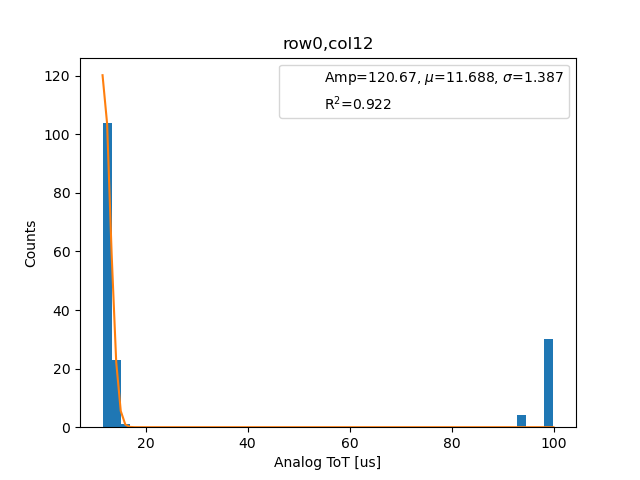 row0,col12
Amp=120.67, μ=11.688, σ=1.387
R²=0.922
120
100
80
60
40
20
0
Counts
20 40 60 80 100
Analog ToT [us]